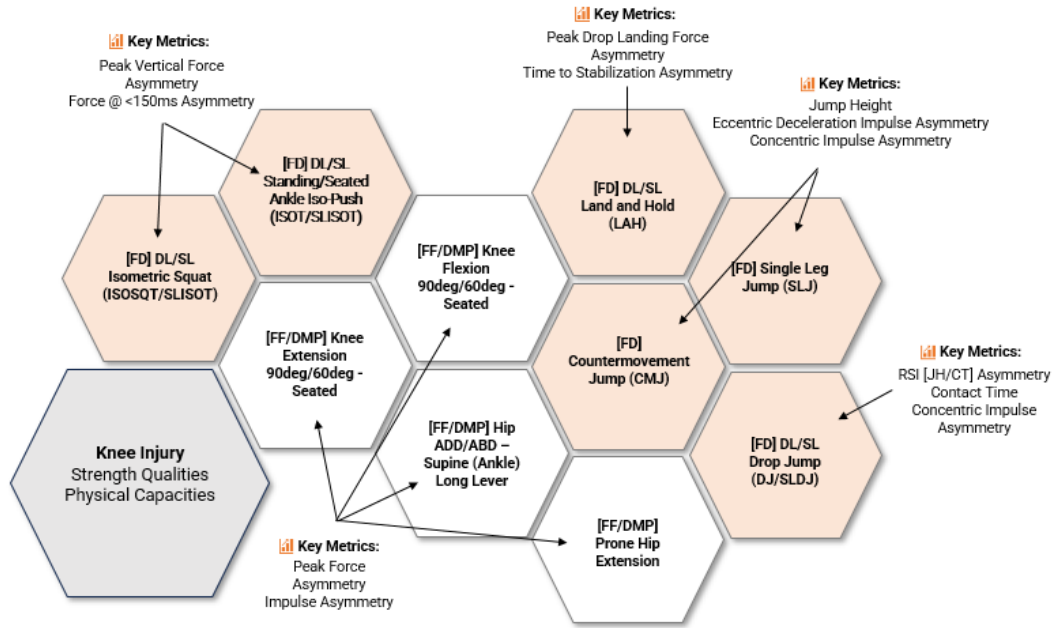 Key Metrics:
Peak Vertical Force
Asymmetry
Force @ <150ms Asymmetry
Key Metrics:
Peak Drop Landing Force
Asymmetry
Time to Stabilization Asymmetry
Key Metrics:
Jump Height
Eccentric Deceleration Impulse Asymmetry
Concentric Impulse Asymmetry
[FD] DL/SL
Standing/Seated
Ankle Iso-Push
(ISOT/SLISOT)
[FD] DL/SL
Land and Hold
(LAH)
[FD] DL/SL
Isometric Squat
(ISOSQT/SLISOT)
[FF/DMP] Knee
Flexion
90deg/60deg -
Seated
[FD] Single Leg
Jump (SLJ)
[FF/DMP] Knee
Extension
90deg/60deg -
Seated
[FD]
Countermovement
Jump (CMJ)
Key Metrics:
RSI [JH/CT] Asymmetry
Contact Time
Concentric Impulse
Asymmetry
Knee Injury
Strength Qualities
Physical Capacities
[FF/DMP] Hip
ADD/ABD –
Supine (Ankle)
Long Lever
[FD] DL/SL
Drop Jump
(DJ/SLDJ)
[FF/DMP]
Prone Hip
Extension
Key Metrics:
Peak Force
Asymmetry
Impulse Asymmetry